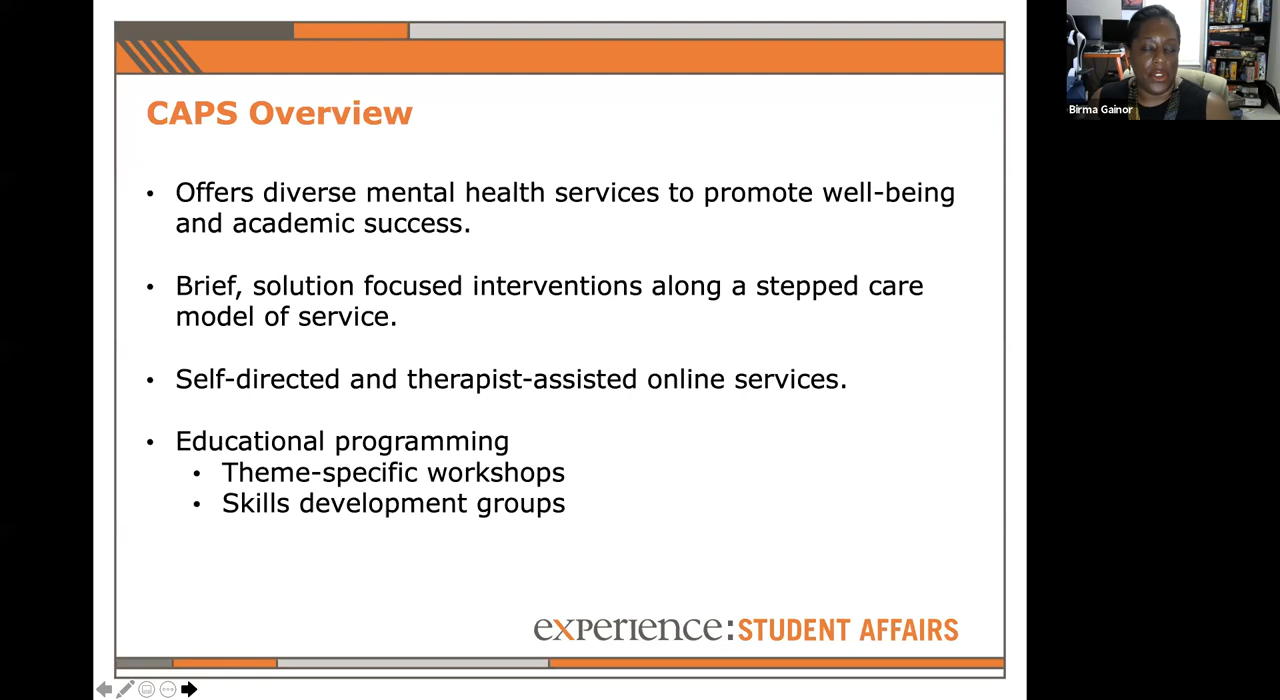 CAPS Overview
• Offers diverse mental health services to promote well-being
and academic success.
• Brief, solution focused interventions along a stepped care
model of service.
• Self-directed and therapist-assisted online services.
• Educational programming
• Theme-specific workshops
• Skills development groups
experience:STUDENT AFFAIRS
Birma Gainor